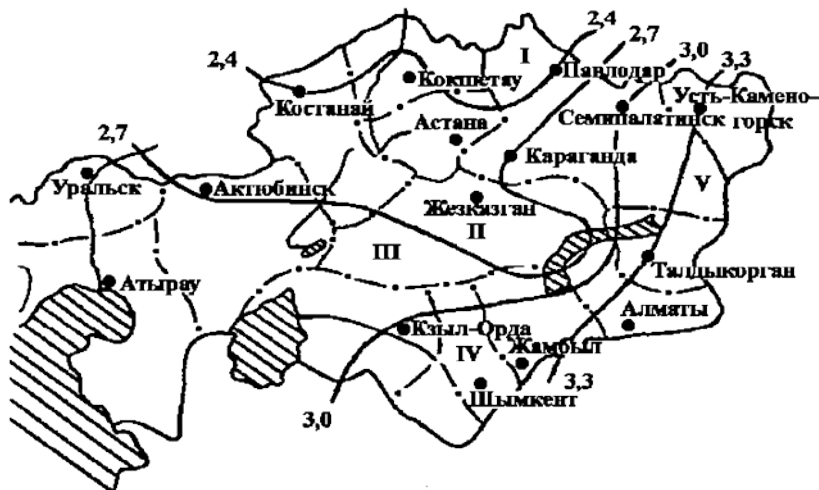 2,4
I
2,4
2,7
3,0
3,3
Кокпетау
Павлодар
Костанай
Астана
Семипалатинск
Усть-Камено-
горск
2,7
Караганда
Уральск
Актюбинск
Жезказган
V
II
III
Атырау
Талдыкорган
Алматы
Кзыл-Орда
IV
Жамбыл
3,3
3,0
Шымкент